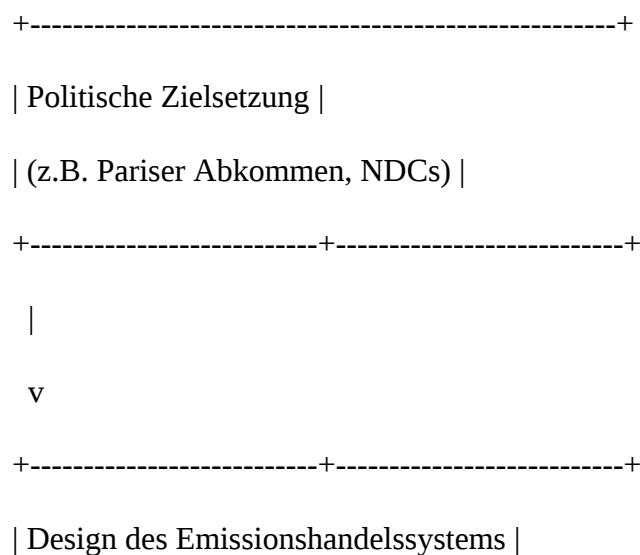 +-------------------------------------------------------+
| Politische Zielsetzung |
| (z.B. Pariser Abkommen, NDCs) |
+---------------------------+---------------------------+
|
v
+---------------------------+---------------------------+
| Design des Emissionshandelssystems |